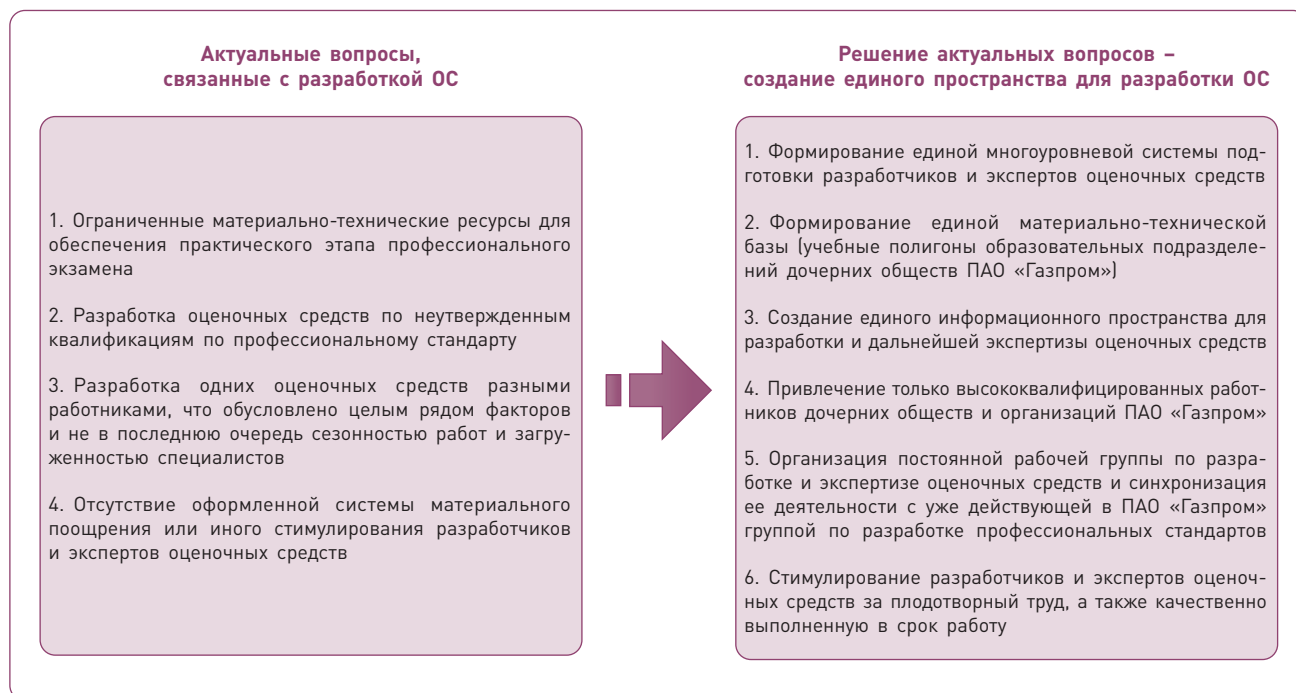 Актуальные вопросы,
связанные с разработкой ОС
1. Ограниченные материально-технические ресурсы для
обеспечения практического этапа профессионального
экзамена
2. Разработка оценочных средств по неутвержденным
квалификациям по профессиональному стандарту
3. Разработка одних оценочных средств разными
работниками, что обусловлено целым рядом факторов
и не в последнюю очередь сезонностью работ и загру-
женностью специалистов
4. Отсутствие оформленной системы материального
поощрения или иного стимулирования разработчиков
и экспертов оценочных средств
Решение актуальных вопросов –
создание единого пространства для разработки ОС
1. Формирование единой многоуровневой системы под-
готовки разработчиков и экспертов оценочных средств
2. Формирование единой материально-технической
базы (учебные полигоны образовательных подразделе-
ний дочерних обществ ПАО «Газпром»)
3. Создание единого информационного пространства для
разработки и дальнейшей экспертизы оценочных средств
4. Привлечение только высококвалифицированных работ-
ников дочерних обществ и организаций ПАО «Газпром»
5. Организация постоянной рабочей группы по разра-
ботке и экспертизе оценочных средств и синхронизация
ее деятельности с уже действующей в ПАО «Газпром»
группой по разработке профессиональных стандартов
6. Стимулирование разработчиков и экспертов оценоч-
ных средств за плодотворный труд, а также качественно
выполненную в срок работу